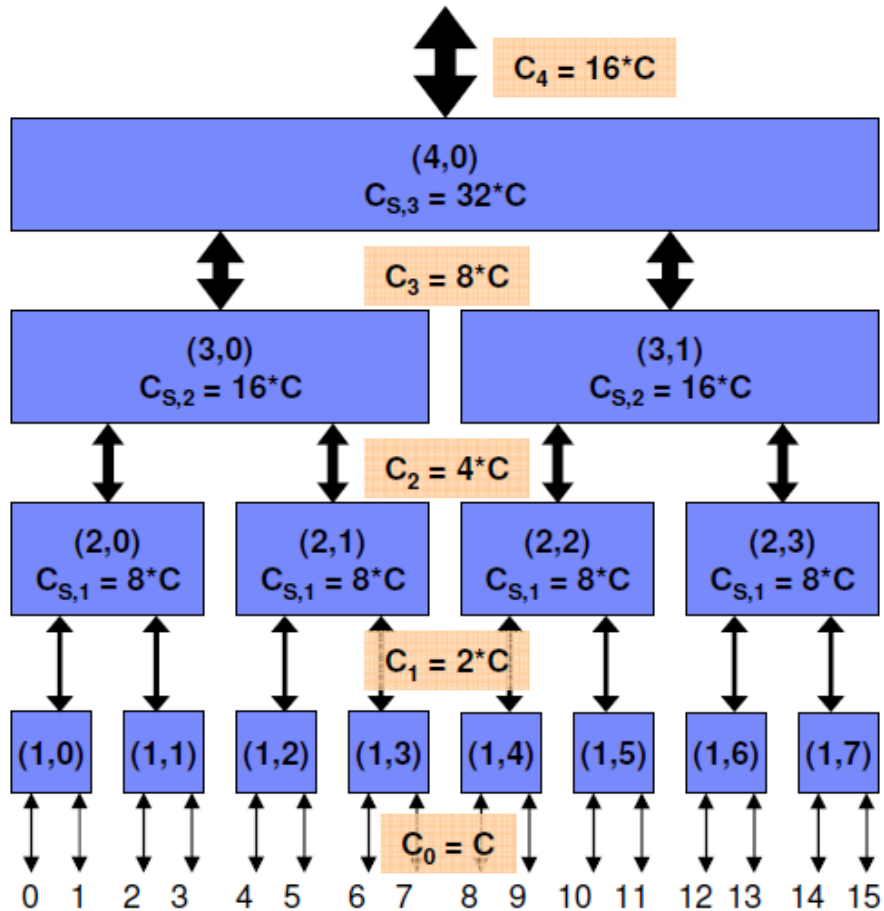 C4 = 16*C
(4,0)
CS,3 = 32*C
C3 = 8*C
(3,0)
CS,2 = 16*C
(3,1)
CS,2 = 16*C
C2 = 4*C
(2,0)
CS,1 = 8*C
(2,1)
CS,1 = 8*C
(2,2)
CS,1 = 8*C
(2,3)
CS,1 = 8*C
C1 = 2*C
(1,0)
(1,1)
(1,2)
(1,3)
(1,4)
(1,5)
(1,6)
(1,7)
C0 = C
0 1 2 3 4 5 6 7 8 9 10 11 12 13 14 15